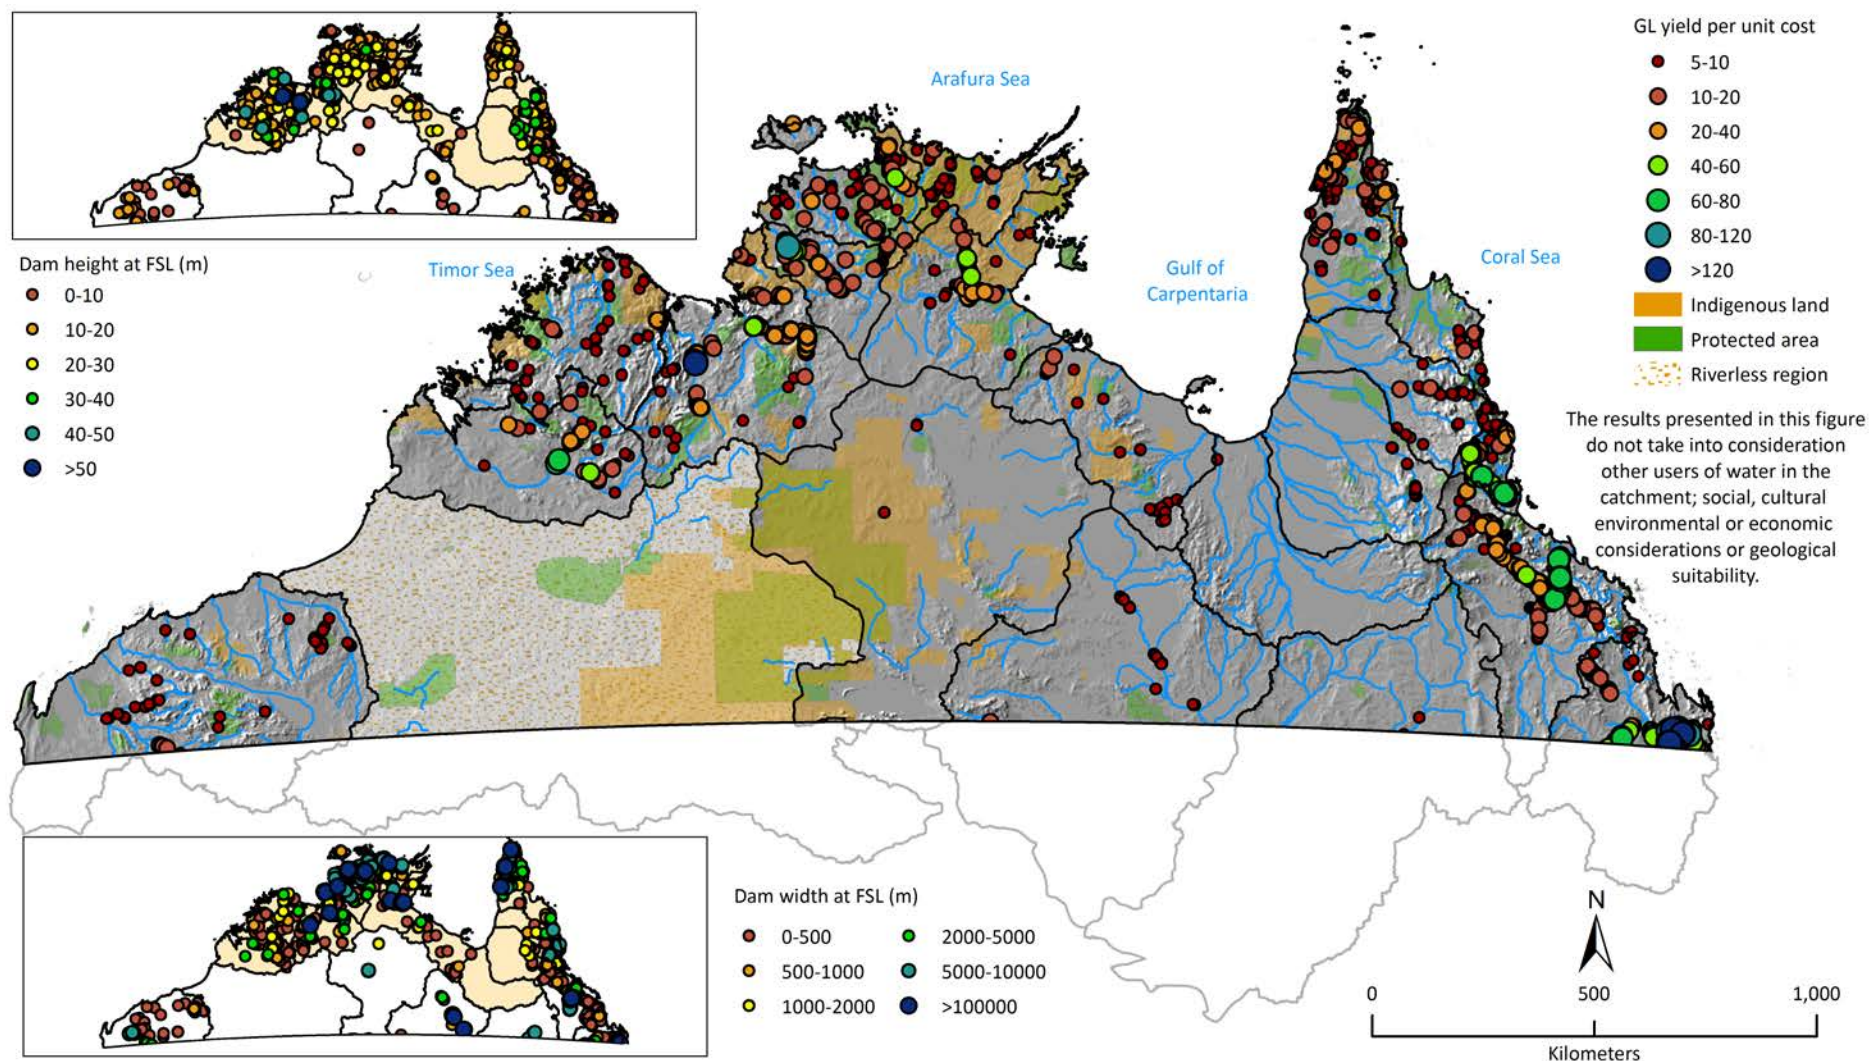 Arafura Sea
Timor Sea
Gulf of
Carpentaria
Coral Sea
GL yield per unit cost
5-10
10-20
20-40
40-60
60-80
80-120
>120
Indigenous land
Protected area
Riverless region
The results presented in this figure
do not take into consideration
other users of water in the
catchment; social, cultural
environmental or economic
considerations or geological
suitability.
Dam height at FSL (m)
0-10
10-20
20-30
30-40
40-50
>50
Dam width at FSL (m)
0-500
500-1000
1000-2000
2000-5000
5000-10000
>100000
N
0 500 1,000
Kilometers